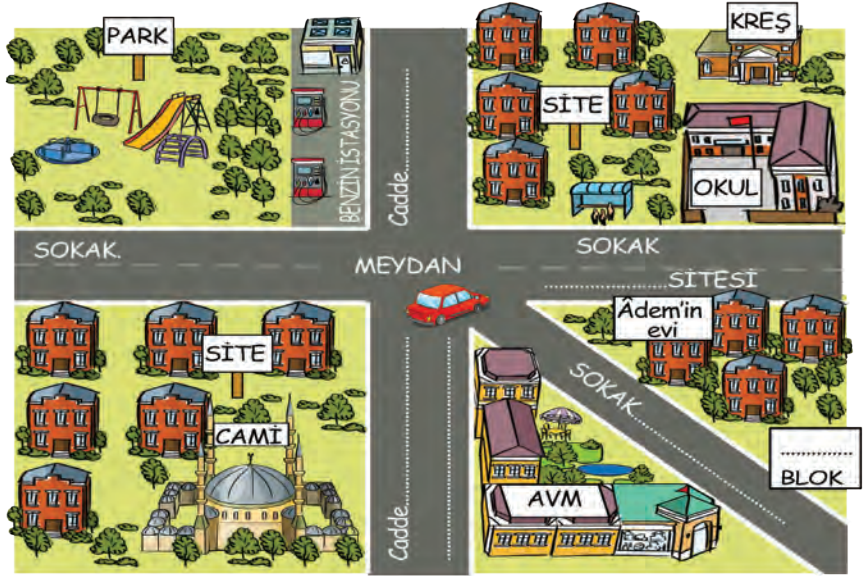 PARK
BENZİN İSTASYONU
Cadde..................
KREŞ
SİTE
OKUL
SOKAK.
MEYDAN
SOKAK
.......................SİTESİ
Âdem'in
evi
SİTE
CAMİ
SOKAK..................
..................
BLOK
AVM
Cadde..................